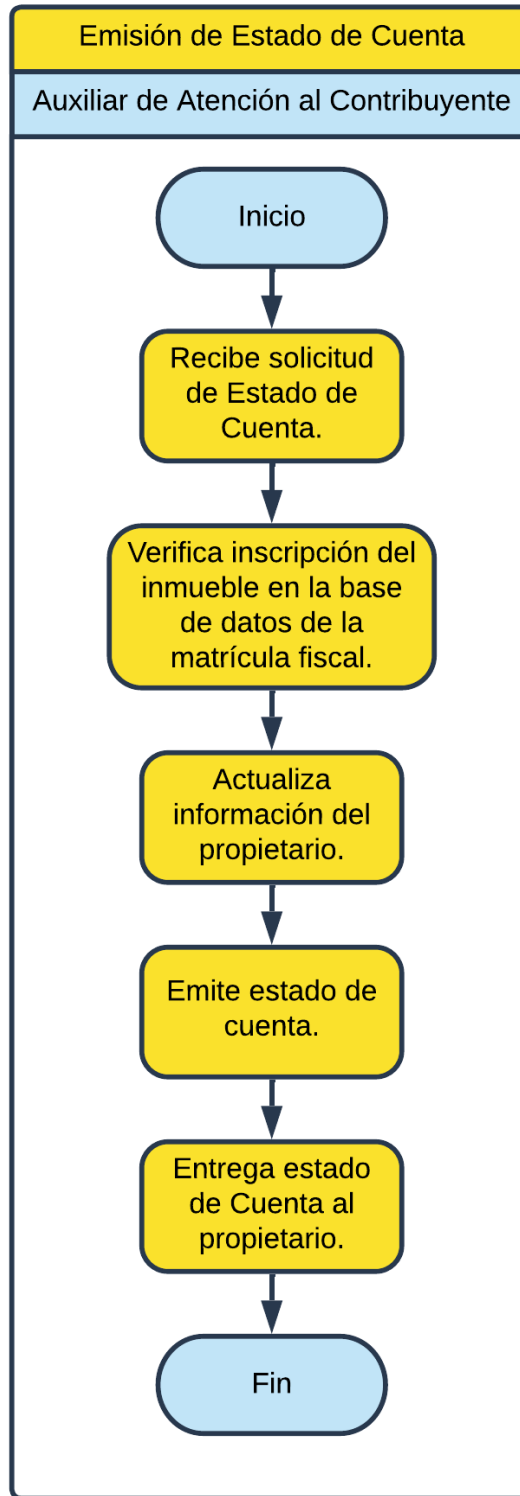 Emisión de Estado de Cuenta
Auxiliar de Atención al Contribuyente
Inicio
Recibe solicitud
de Estado de
Cuenta.
Verifica inscripción del
inmueble en la base
de datos de la
matrícula fiscal.
Actualiza
información del
propietario.
Emite estado de
cuenta.
Entrega estado
de Cuenta al
propietario.
Fin